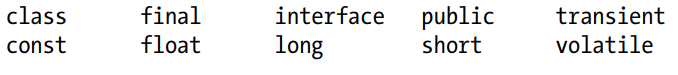 class final interface public transient
const float long short volatile